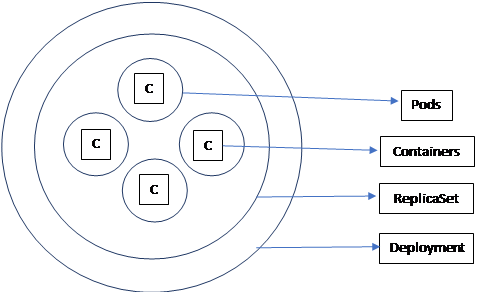 C
Pods
C
C
Containers
C
ReplicaSet
Deployment